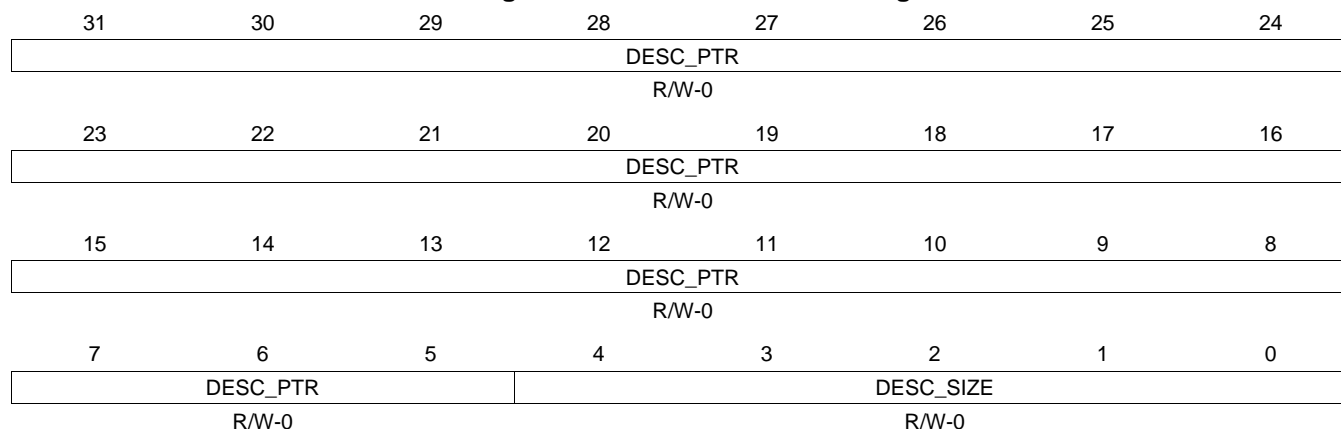 31 30 29 28 27 26 25 24
DESC_PTR
R/W-0
23 22 21 20 19 18 17 16
DESC_PTR
R/W-0
15 14 13 12 11 10 9 8
DESC_PTR
R/W-0
7 6 5 4 3 2 1 0
DESC_PTR DESC_SIZE
R/W-0 R/W-0